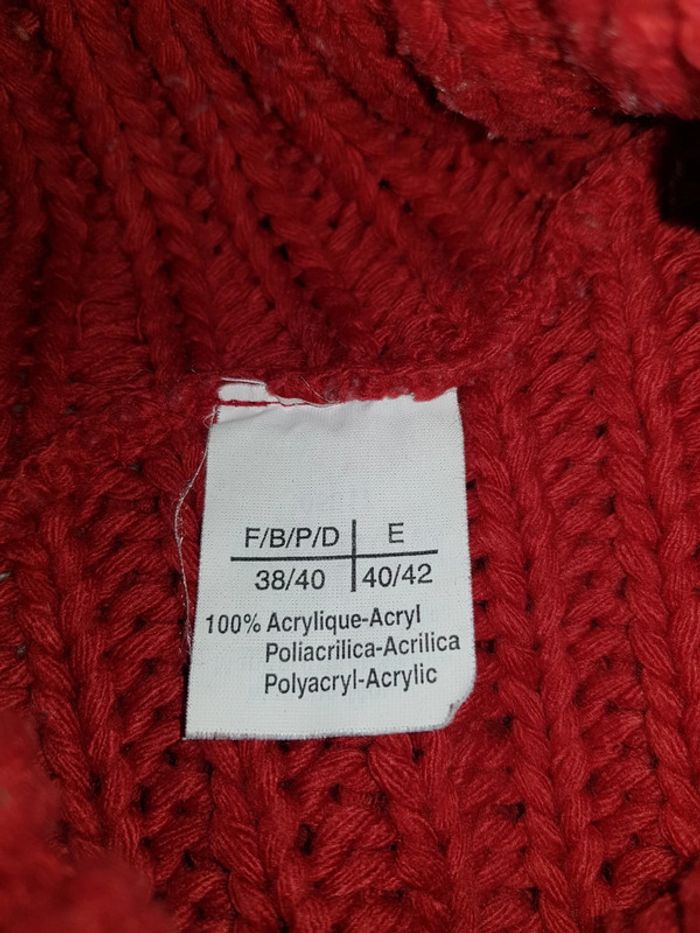 F/B/P/D E
38/40 40/42
100% Acrylique-Acryl
Poliacrilica-Acrilica
Polyacryl-Acrylic